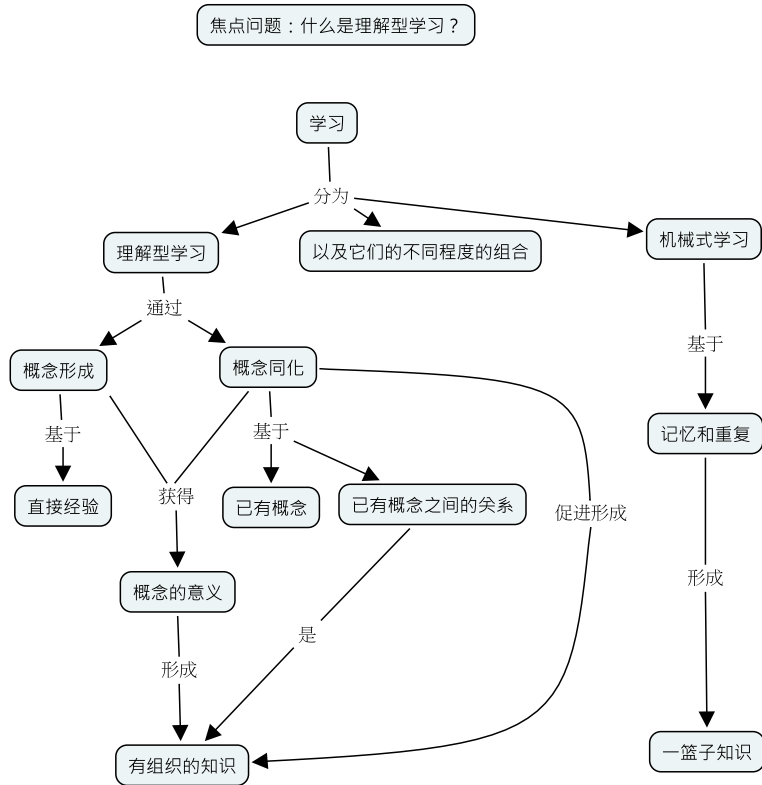 焦点问题：什么是理解型学习？
学习
分为
理解型学习
以及它们的不同程度的组合
机械式学习
通过
概念形成
概念同化
基于
基于
基于
记忆和重复
直接经验
获得
已有概念
已有概念之间的关系
促进形成
概念的意义
形成
是
形成
有组织的知识
一篮子知识